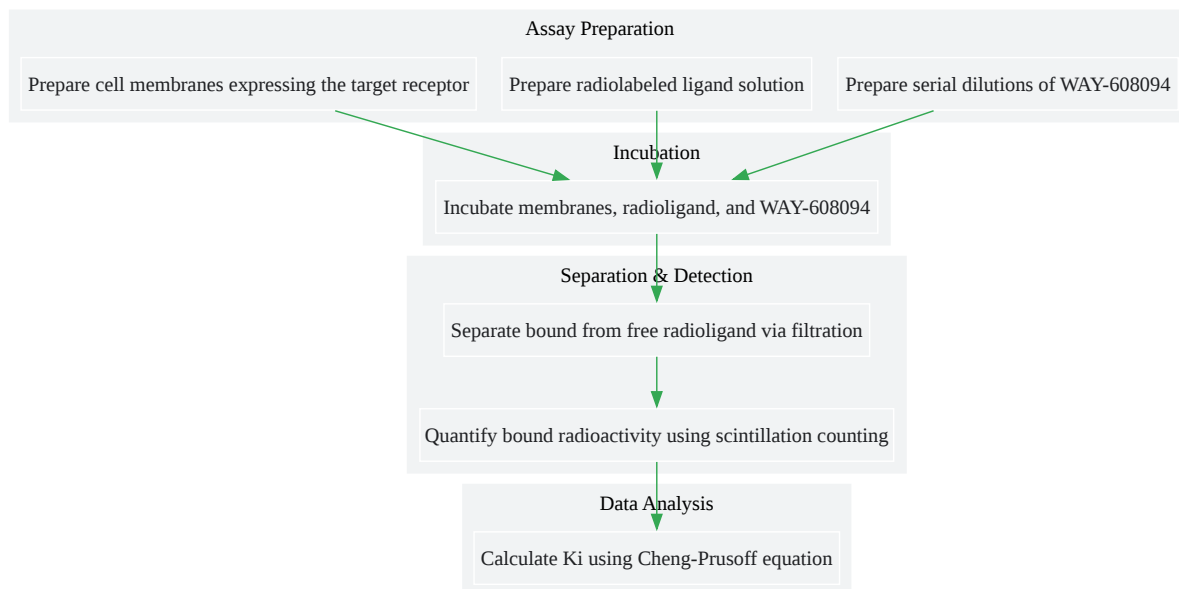 Assay Preparation
Prepare cell membranes expressing the target receptor
Prepare radiolabeled ligand solution
Prepare serial dilutions of WAY-608094
Incubation
Incubate membranes, radioligand, and WAY-608094
Separation & Detection
Separate bound from free radioligand via filtration
Quantify bound radioactivity using scintillation counting
Data Analysis
Calculate Ki using Cheng-Prusoff equation